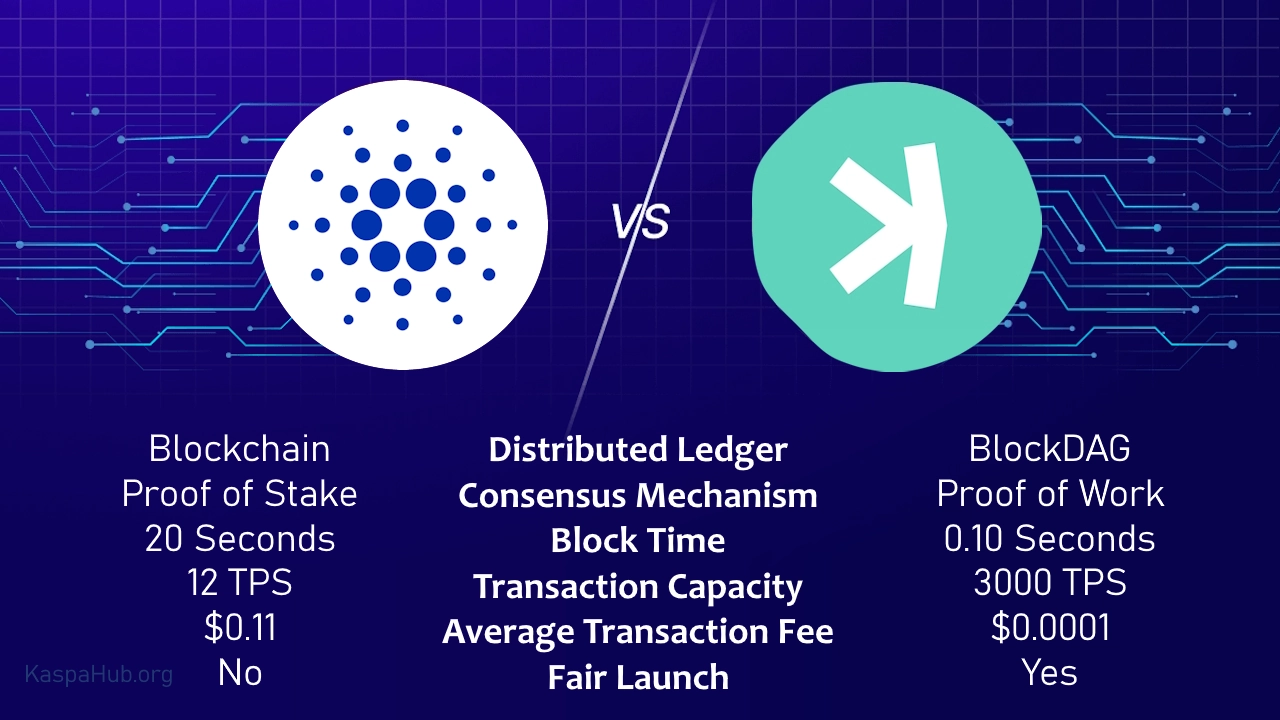 VS
Blockchain Distributed Ledger BlockDAG
Proof of Stake Consensus Mechanism Proof of Work
20 Seconds Block Time 0.10 Seconds
12 TPS Transaction Capacity 3000 TPS
$0.11 Average Transaction Fee $0.0001
No Fair Launch Yes
KaspaHub.org